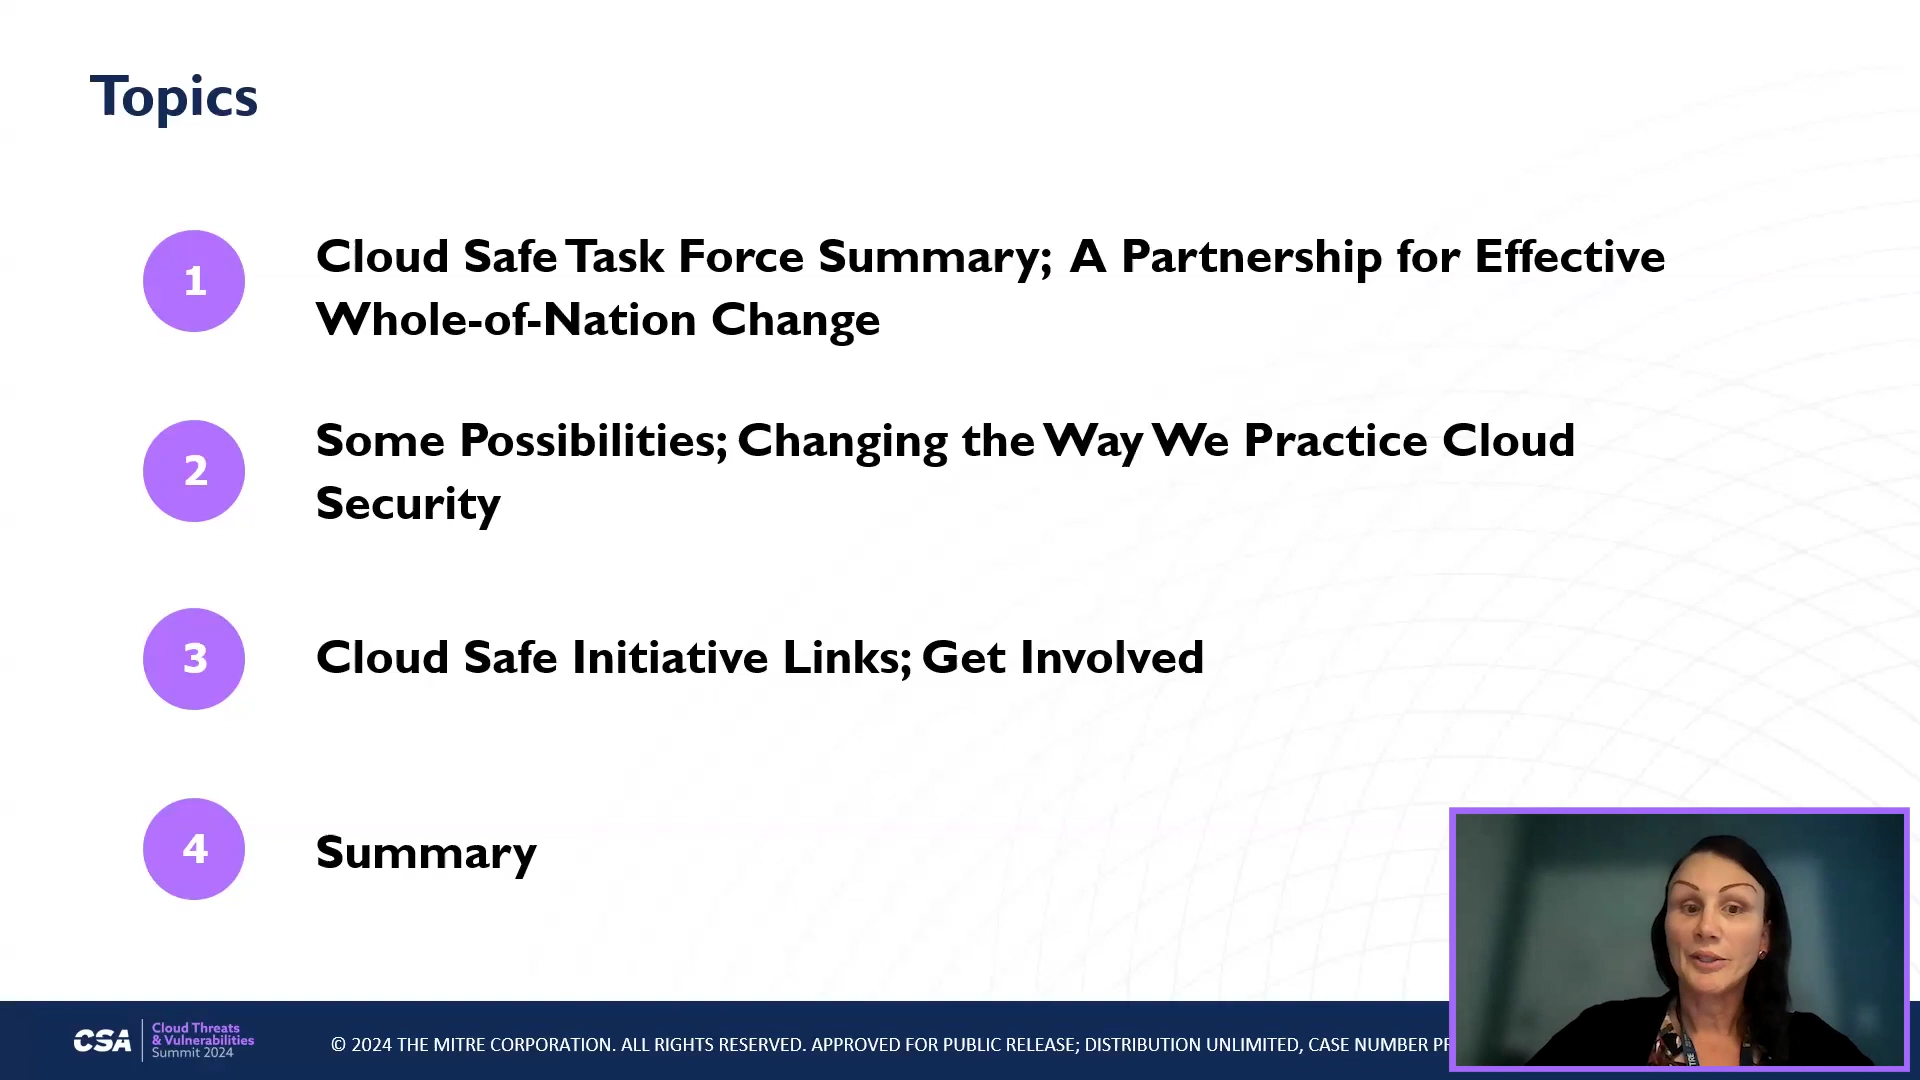 Topics
1
Cloud Safe Task Force Summary; A Partnership for Effective
Whole-of-Nation Change
2
Some Possibilities; Changing the Way We Practice Cloud
Security
3
Cloud Safe Initiative Links; Get Involved
4
Summary
CSA
Cloud Threats
& Vulnerabilities
Summit 2024
© 2024 THE MITRE CORPORATION. ALL RIGHTS RESERVED. APPROVED FOR PUBLIC RELEASE; DISTRIBUTION UNLIMITED, CASE NUMBER